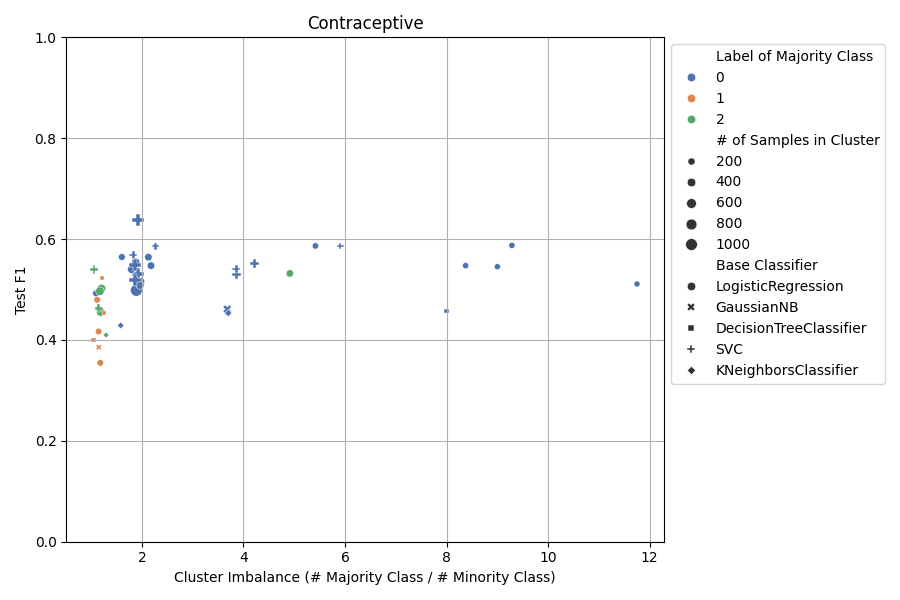 Contraceptive
Test F1
1.0
0.8
0.6
0.4
0.2
0.0
2
4
6
8
10
12
Cluster Imbalance (# Majority Class / # Minority Class)
Label of Majority Class
0
1
2
# of Samples in Cluster
200
400
600
800
1000
Base Classifier
LogisticRegression
GaussianNB
DecisionTreeClassifier
SVC
KNeighborsClassifier